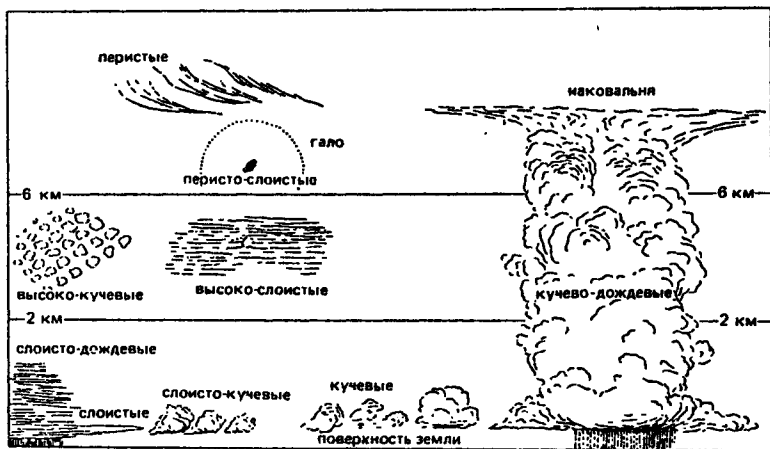 перистые
наковальня
гало
перисто-слоистые
6 км
6 км
высоко-кучевые
высоко-слоистые
кучево-дождевые
2 км
2 км
слоисто-дождевые
слоисто-кучевые
кучевые
слоистые
поверхность земли